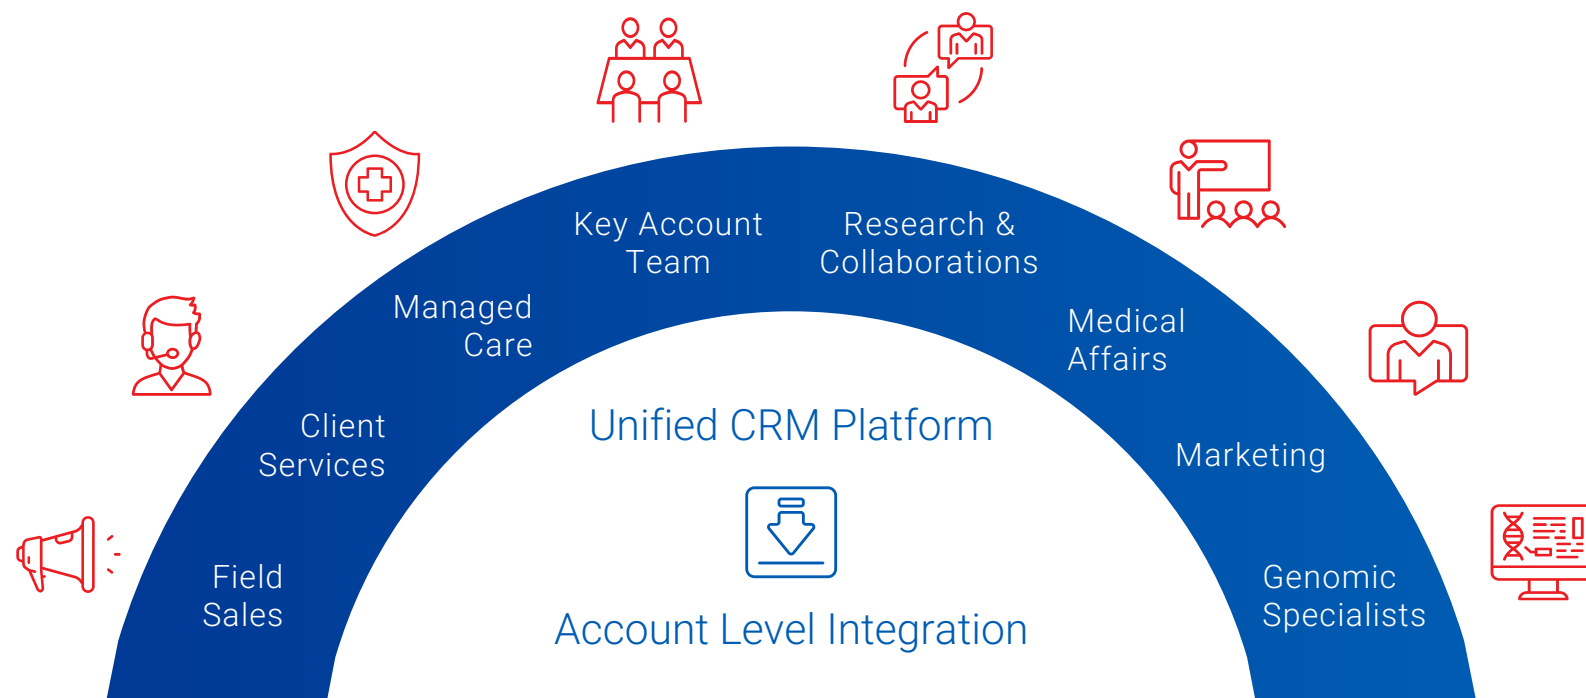 Key Account
Team
Research &
Collaborations
Managed
Care
Medical
Affairs
Client
Services
Unified CRM Platform
Marketing
Field
Sales
Genomic
Specialists
Account Level Integration